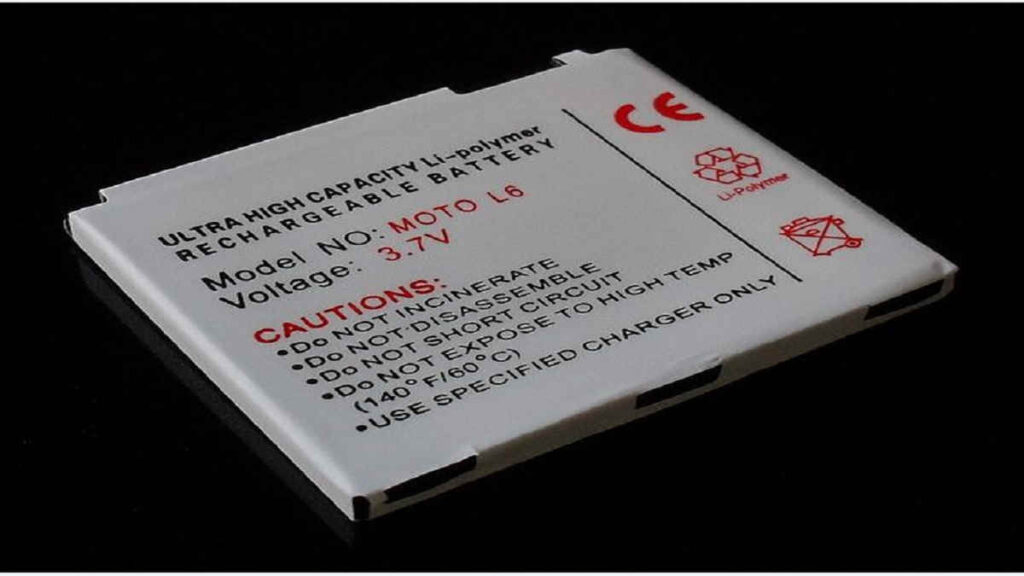 ULTRA HIGH CAPACITY Li-polymer
RECHARGEABLE BATTERY
Model NO: MOTO L6
Voltage: 3.7V
CAUTIONS:
•DO NOT INCINERATE
•DO NOT DISASSEMBLE
•DO NOT SHORT CIRCUIT
•DO NOT EXPOSE TO HIGH TEMP
(140°F/60°C)
•USE SPECIFIED CHARGER ONLY
CE
Li-Polymer